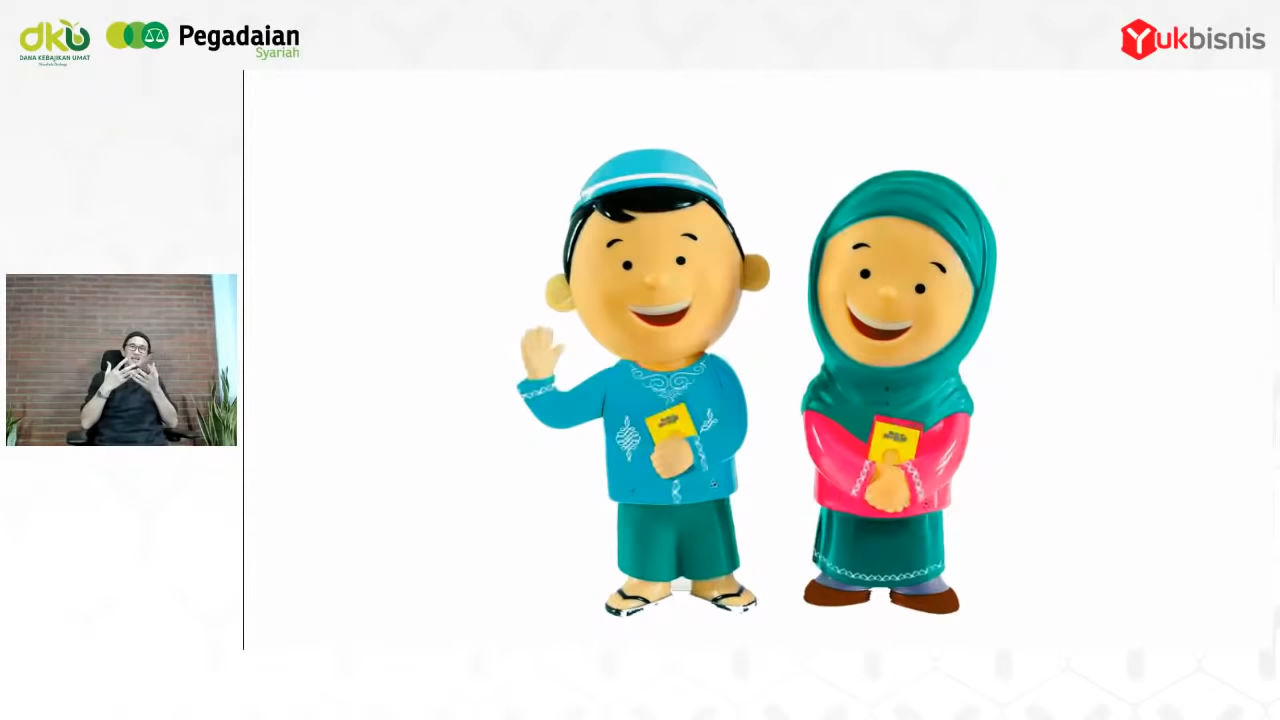 dku
DANA KEBAJIKAN UMAT
Pegadaian
Syariah
Yukbisnis